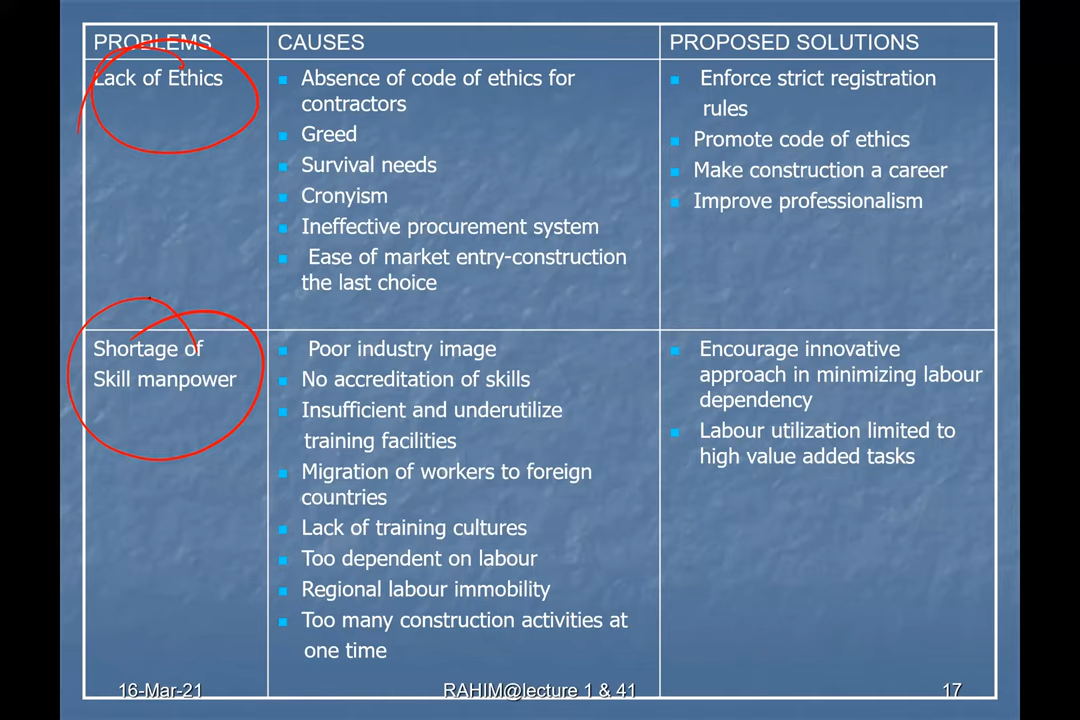 PROBLEMS
CAUSES
PROPOSED SOLUTIONS
Lack of Ethics
Absence of code of ethics for
contractors
Greed
Survival needs
Cronyism
Ineffective procurement system
Ease of market entry-construction
the last choice
Enforce strict registration
rules
Promote code of ethics
Make construction a career
Improve professionalism
Shortage of
Skill manpower
Poor industry image
No accreditation of skills
Insufficient and underutilize
training facilities
Migration of workers to foreign
countries
Lack of training cultures
Too dependent on labour
Regional labour immobility
Too many construction activities at
one time
Encourage innovative
approach in minimizing labour
dependency
Labour utilization limited to
high value added tasks
16-Mar-21
RAHIM@lecture 1 & 41
17